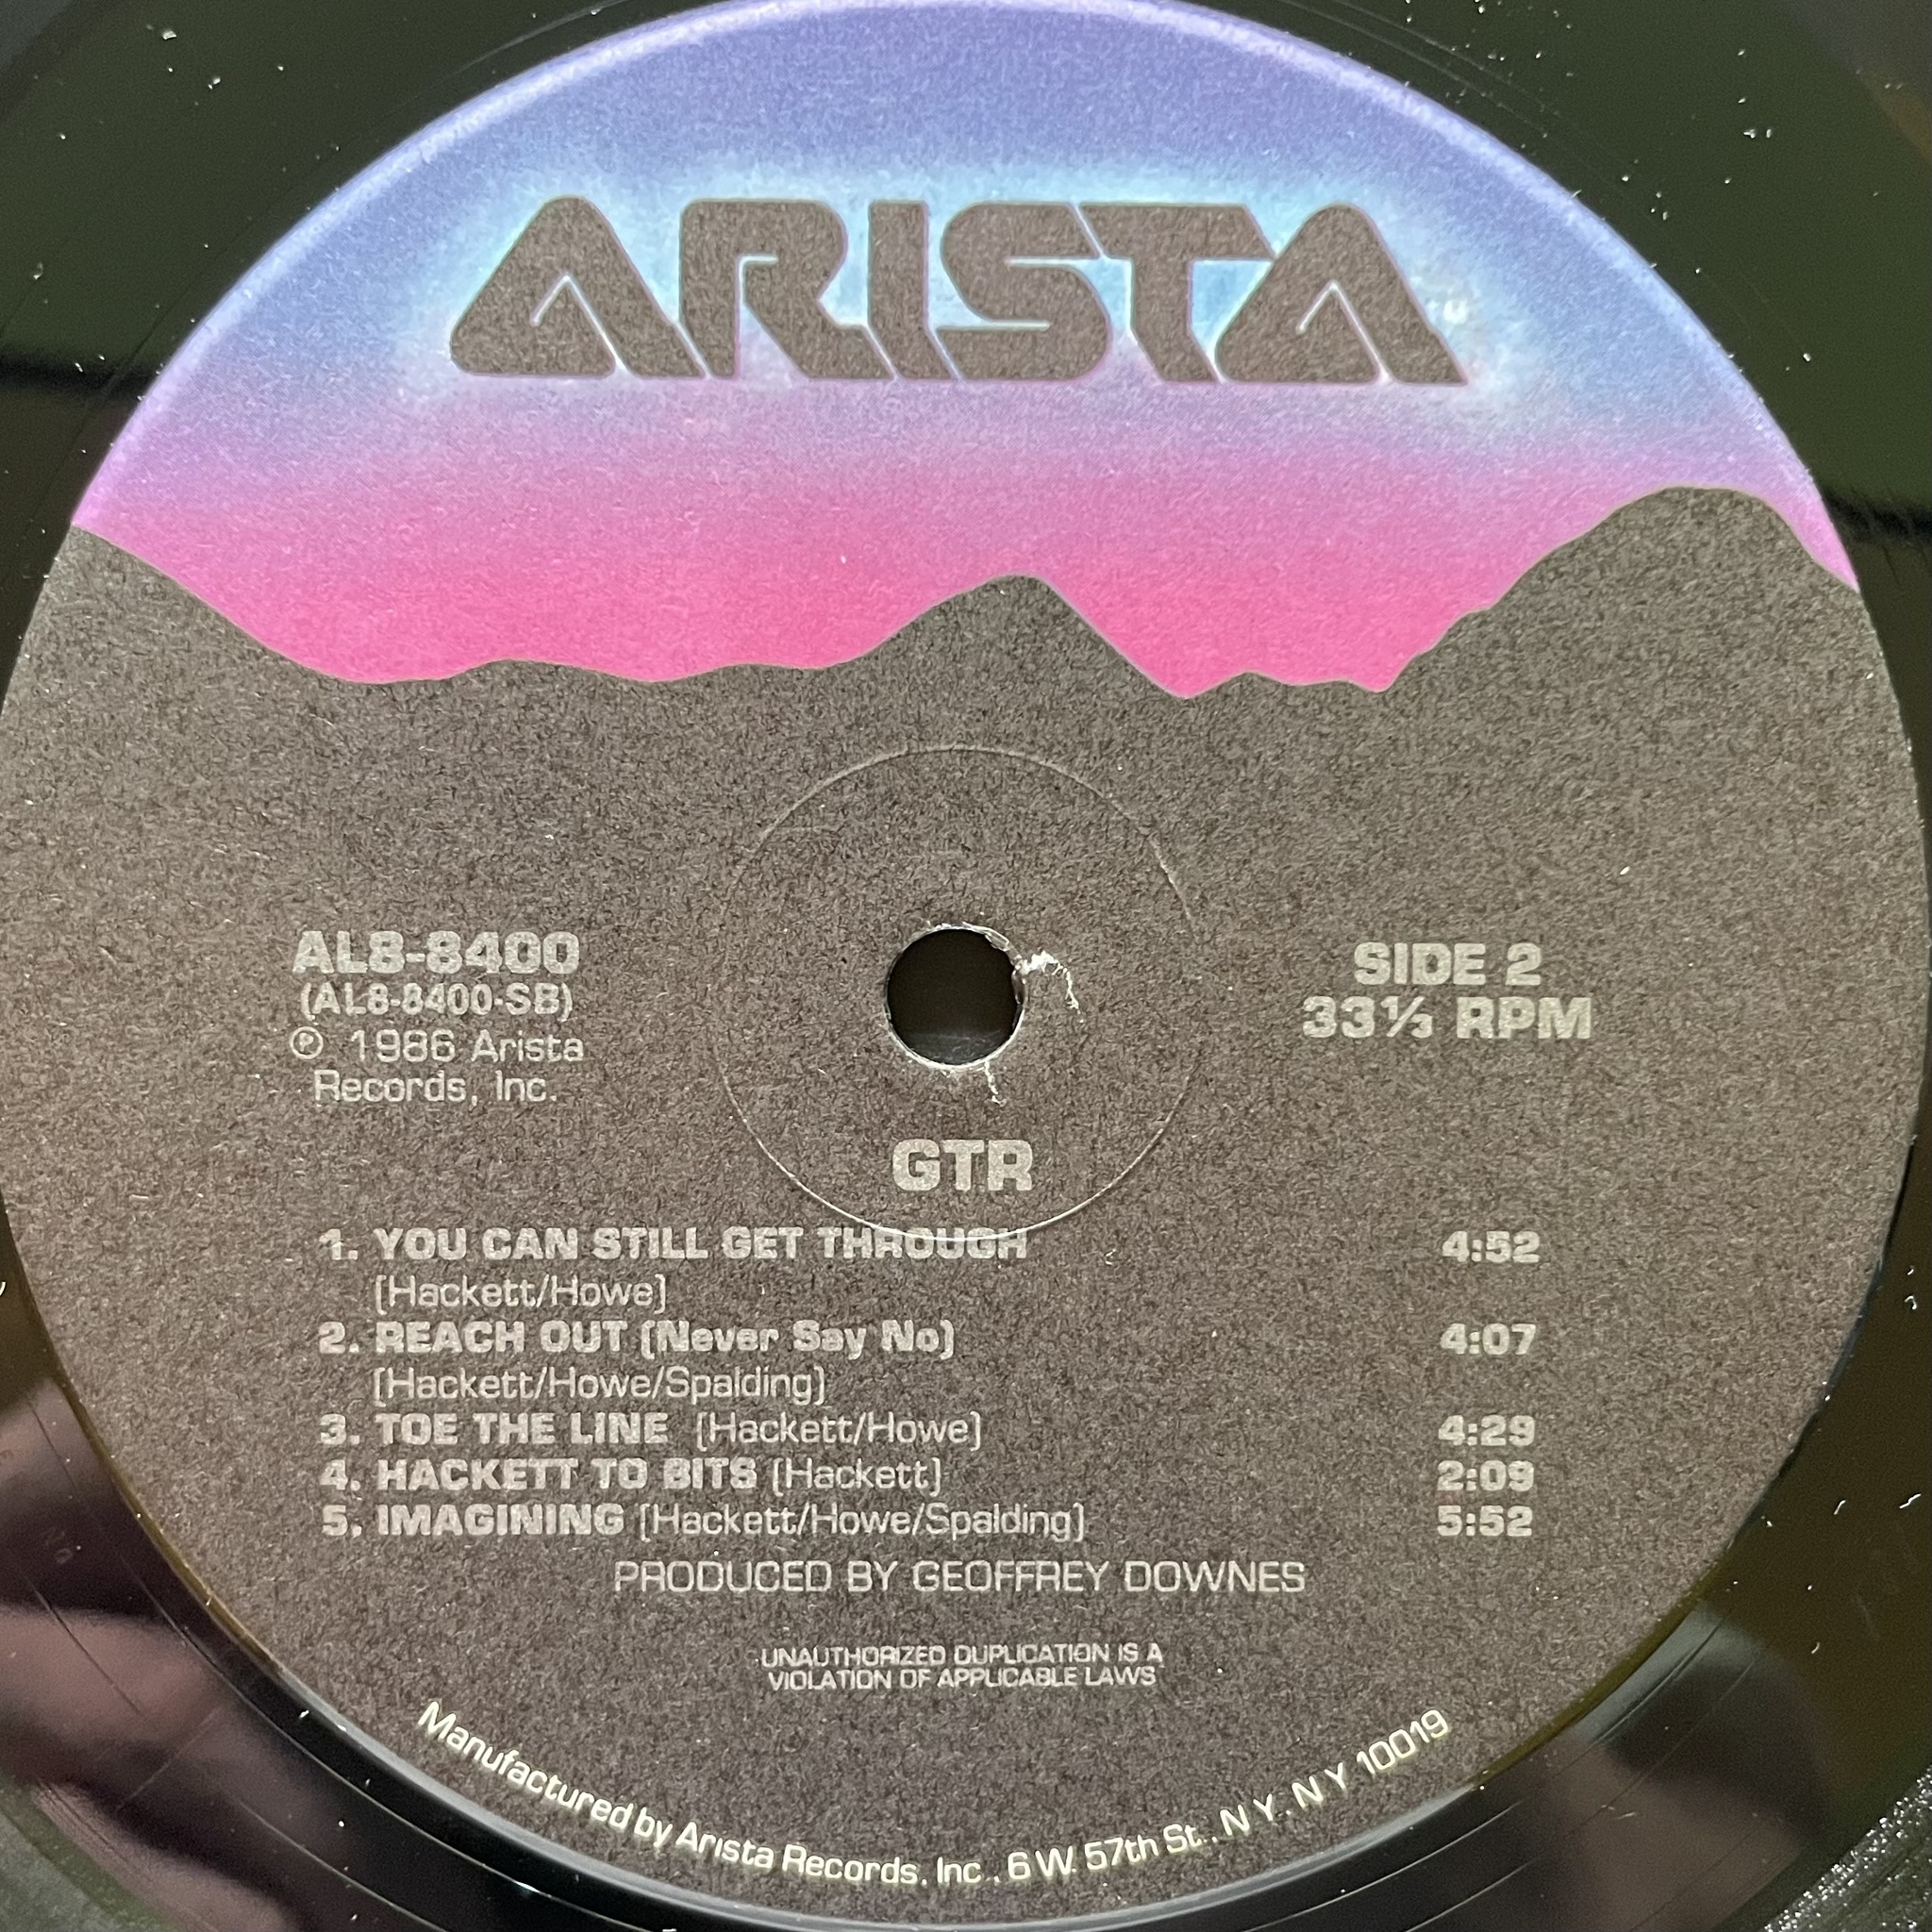 ARISTA
AL8-8400
(AL8-8400-SB)
℗ 1986 Arista
Records, Inc.
SIDE 2
33⅓ RPM
GTR
1. YOU CAN STILL GET THROUGH 4:52
[Hackett/Howe]
2. REACH OUT (Never Say No) 4:07
[Hackett/Howe/Spalding]
3. TOE THE LINE [Hackett/Howe] 4:29
4. HACKETT TO BITS [Hackett] 2:09
5. IMAGINING [Hackett/Howe/Spalding] 5:52
PRODUCED BY GEOFFREY DOWNES
UNAUTHORIZED DUPLICATION IS A
VIOLATION OF APPLICABLE LAWS
Manufactured by Arista Records, Inc., 6 W. 57th St., N.Y., N Y 10019